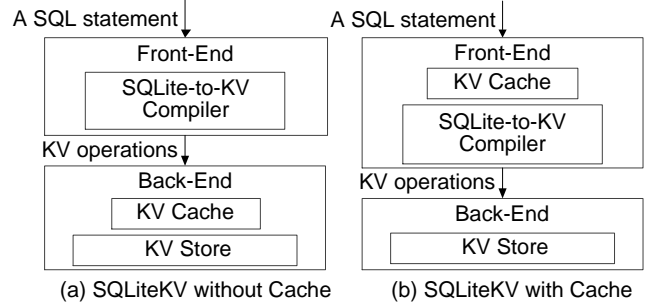 A SQL statement
Front-End
SQLite-to-KV
Compiler
KV operations
Back-End
KV Cache
KV Store
(a) SQLiteKV without Cache
A SQL statement
Front-End
KV Cache
SQLite-to-KV
Compiler
KV operations
Back-End
KV Store
(b) SQLiteKV with Cache